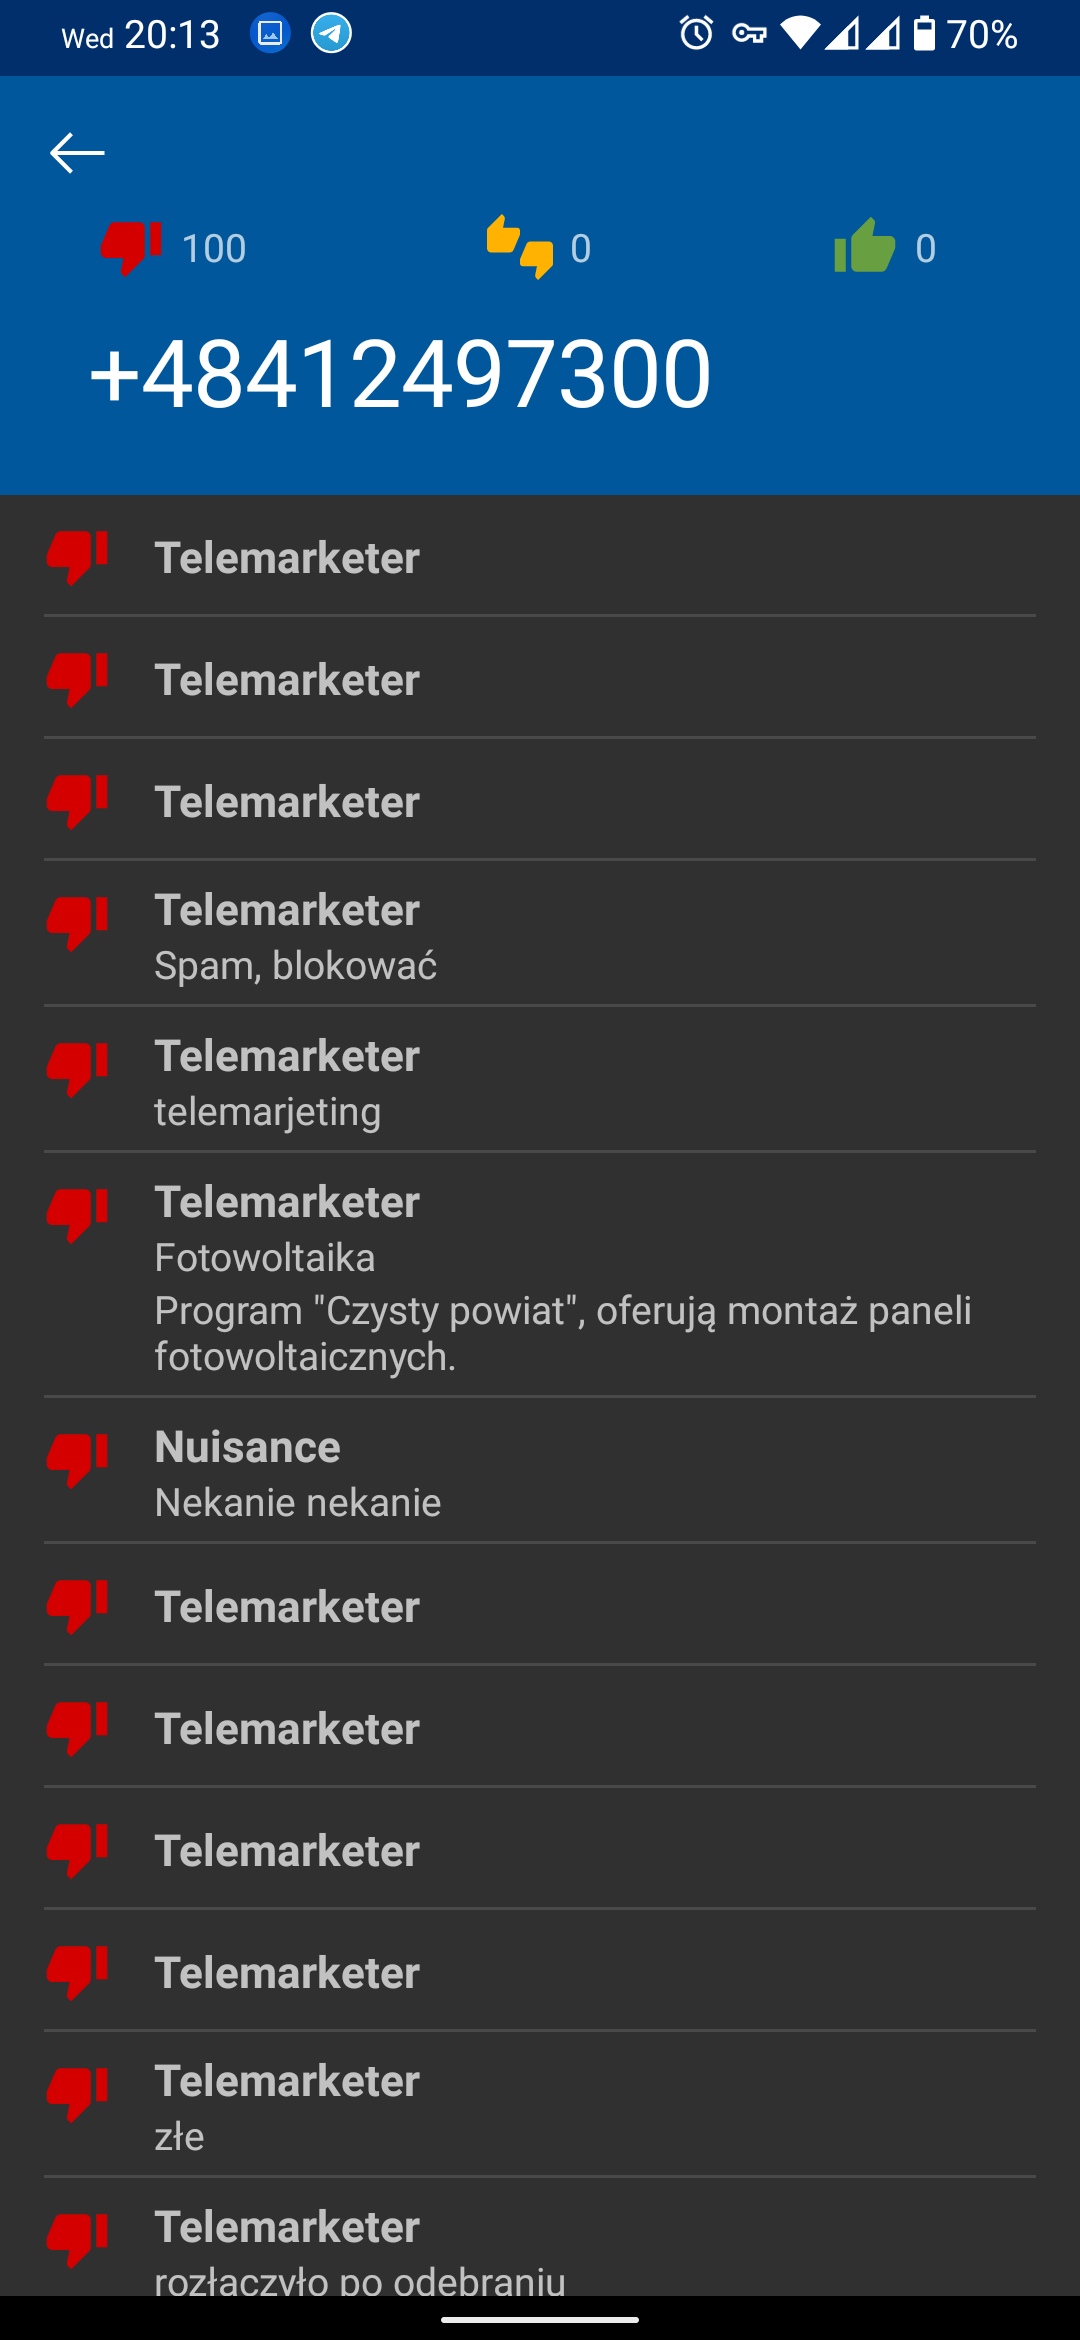 Wed 20:13 70%
100 0 0
+48412497300
Telemarketer
Telemarketer
Telemarketer
Telemarketer
Spam, blokować
Telemarketer
telemarjeting
Telemarketer
Fotowoltaika
Program "Czysty powiat", oferują montaż paneli
fotowoltaicznych.
Nuisance
Nekanie nekanie
Telemarketer
Telemarketer
Telemarketer
Telemarketer
Telemarketer
złe
Telemarketer
rozłączyło po odebraniu